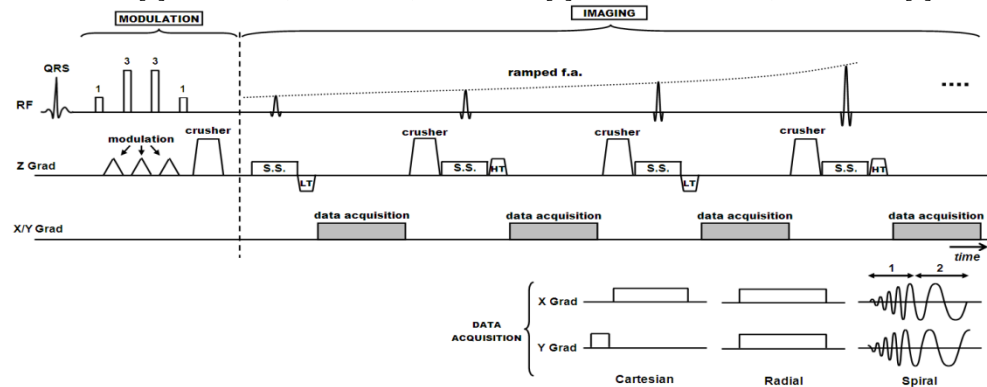 MODULATION
IMAGING
QRS
1
3
3
1
ramped f.a.
....
RF
modulation
crusher
crusher
crusher
crusher
Z Grad
S.S.
LT
S.S.
HT
S.S.
LT
S.S.
HT
data acquisition
data acquisition
data acquisition
data acquisition
X/Y Grad
time
1
2
X Grad
DATA
ACQUISITION
Y Grad
Cartesian
Radial
Spiral